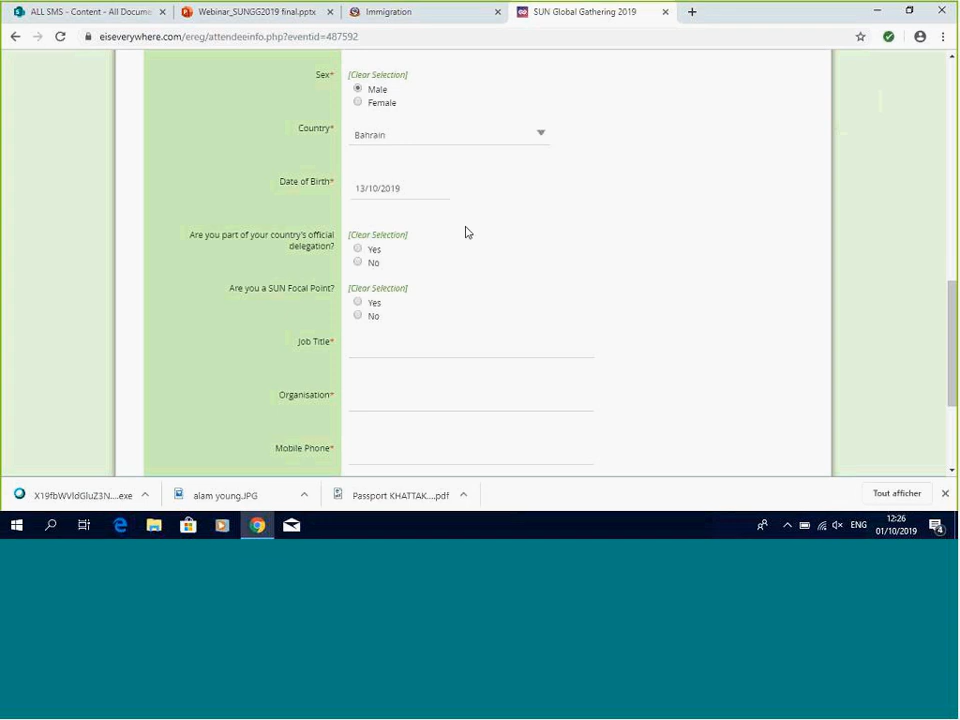 ALL SMS - Content - All Docume
Webinar_SUNGG2019 final.pptx
Immigration
SUN Global Gathering 2019
eiseverywhere.com/ereg/attendeeinfo.php?eventid=487592
Sex*
[Clear Selection]
Male
Female
Country*
Bahrain
Date of Birth*
13/10/2019
Are you part of your country's official
delegation?
[Clear Selection]
Yes
No
Are you a SUN Focal Point?
[Clear Selection]
Yes
No
Job Title*
Organisation*
Mobile Phone*
X19fbWVldGluZ3N....exe
alam young.JPG
Passport KHATTAK....pdf
Tout afficher
ENG
12:26
01/10/2019
4